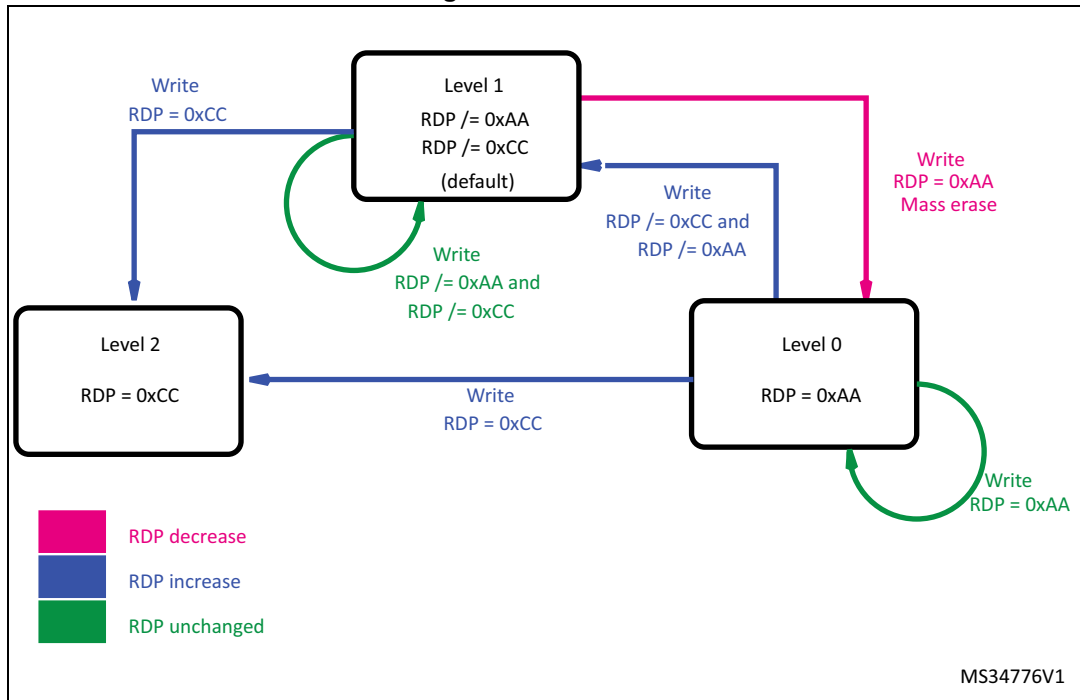 Level 1
RDP /= 0xAA
RDP /= 0xCC
(default)
Write
RDP = 0xCC
Write
RDP = 0xAA
Mass erase
Write
RDP /= 0xCC and
RDP /= 0xAA
Write
RDP /= 0xAA and
RDP /= 0xCC
Level 2
RDP = 0xCC
Level 0
RDP = 0xAA
Write
RDP = 0xCC
Write
RDP = 0xAA
RDP decrease
RDP increase
RDP unchanged
MS34776V1